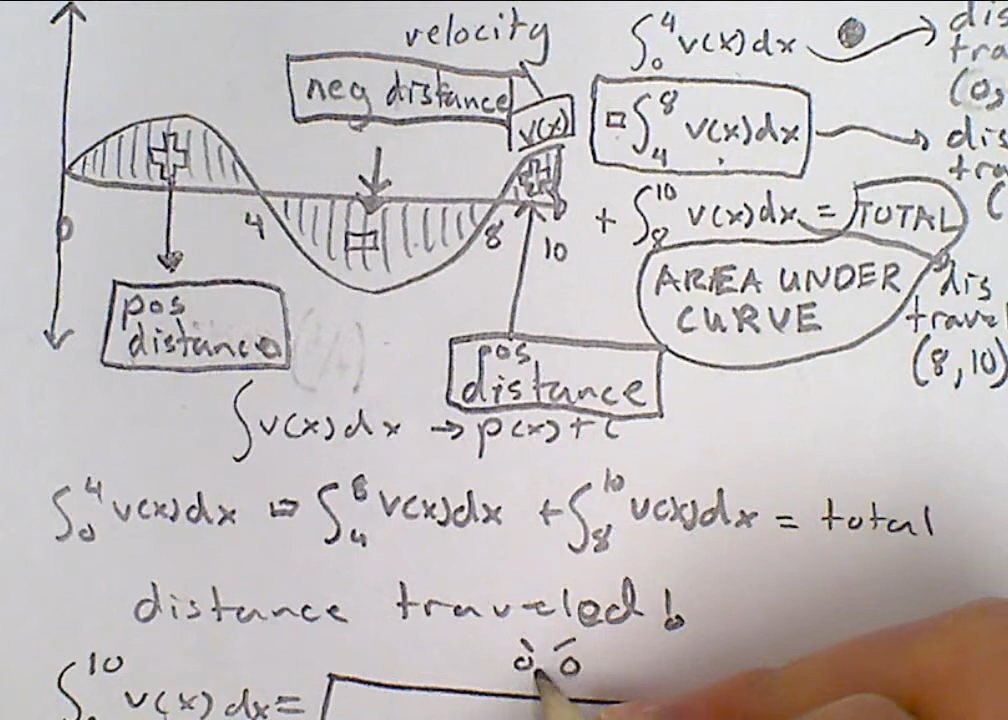 velocity
neg distance
v(x)
∫₀⁴ v(x)dx → dis
tra
(0,
-∫₄⁸ v(x)dx → dis
tra
+ ∫₈¹⁰ v(x)dx = TOTAL
AREA UNDER
CURVE
dis
travel
(8,10)
0
4
8
10
pos
distance
pos
distance
∫v(x)dx → p(x)+C
∫₀⁴ v(x)dx - ∫₄⁸ v(x)dx + ∫₈¹⁰ v(x)dx = total
distance traveled!
∫₀¹⁰ v(x)dx =